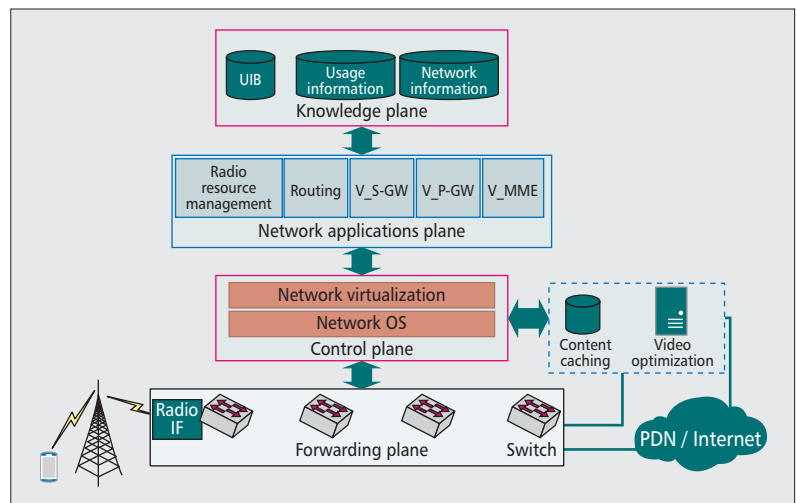 UIB
Usage
information
Network
information
Knowledge plane
Radio
resource
management
Routing
V_S-GW
V_P-GW
V_MME
Network applications plane
Network virtualization
Network OS
Control plane
Content
caching
Video
optimization
Radio
IF
Forwarding plane
Switch
PDN / Internet